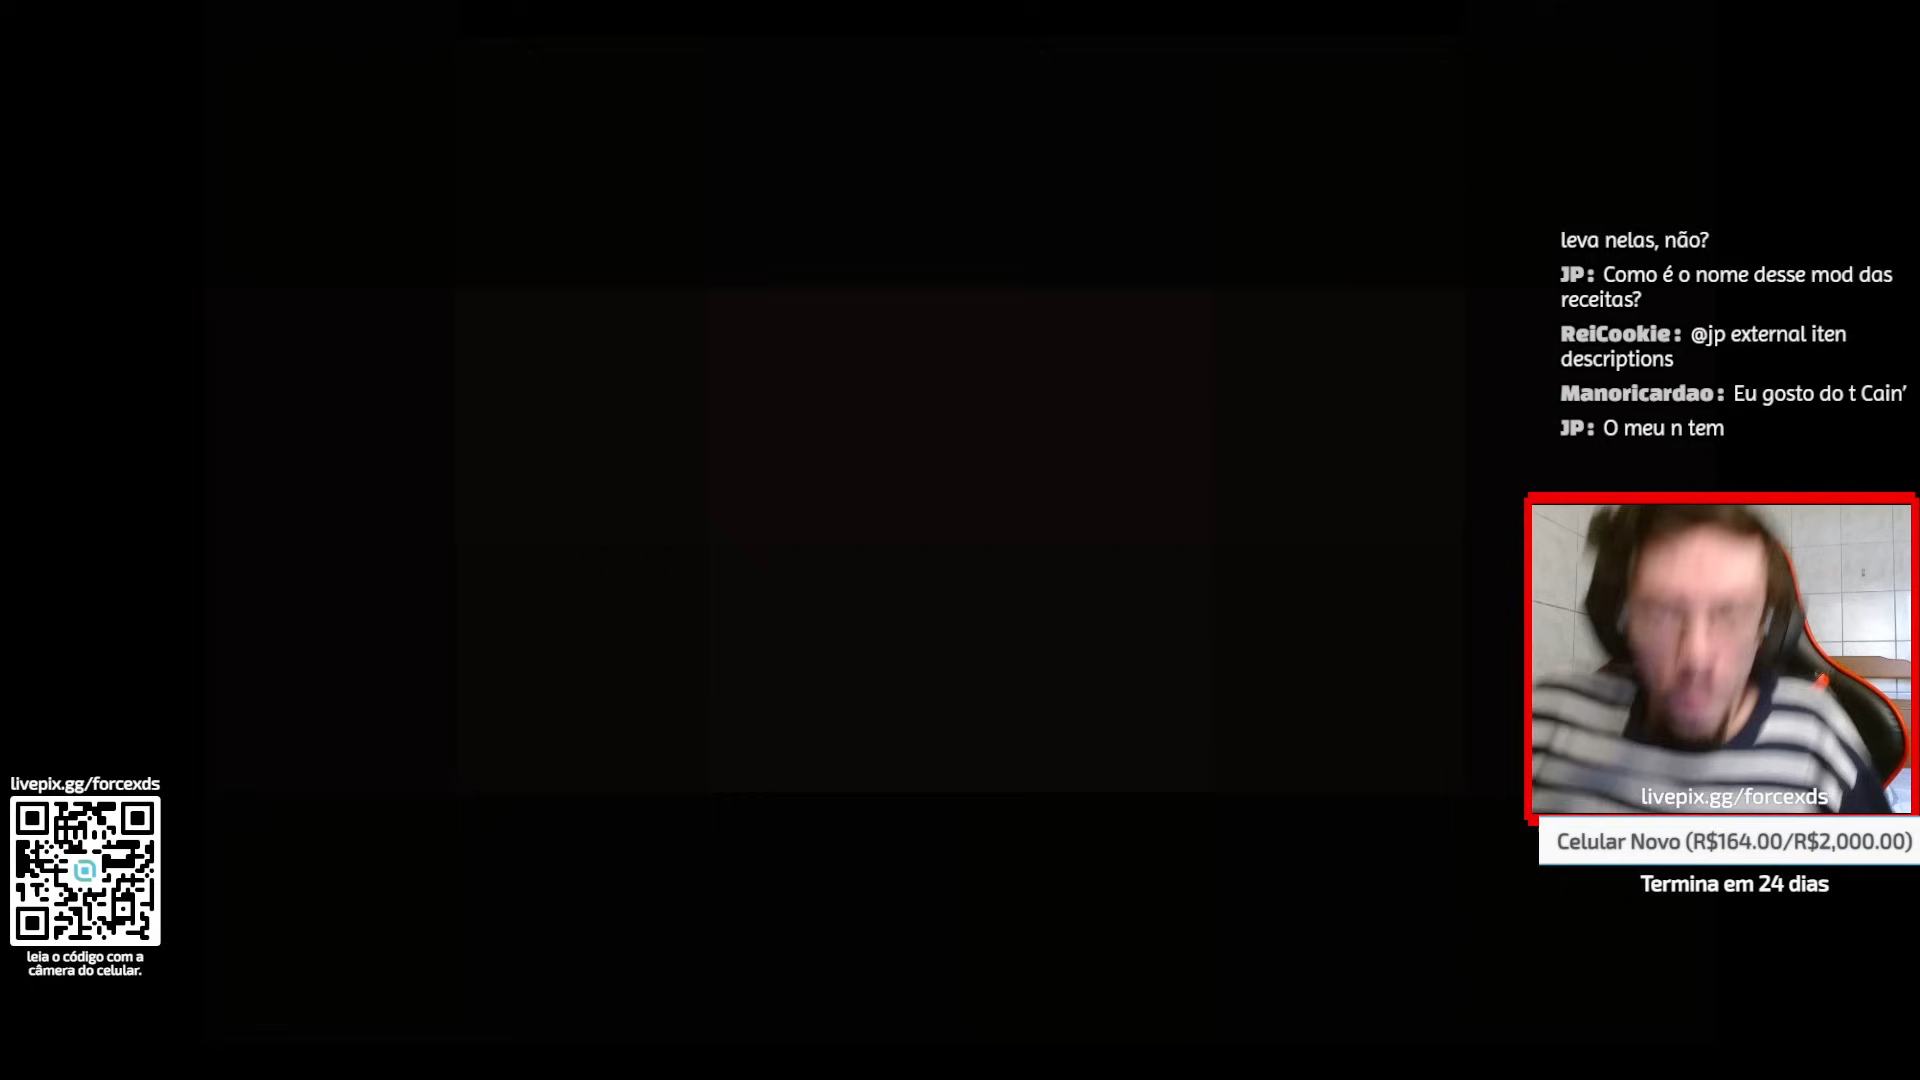 leva nelas, não?
JP: Como é o nome desse mod das
receitas?
ReiCookie: @jp external iten
descriptions
Manoricardao: Eu gosto do t Cain'
JP: O meu n tem
livepix.gg/forcexds
Celular Novo (R$164.00/R$2,000.00)
Termina em 24 dias
livepix.gg/forcexds
leia o código com a
câmera do celular.